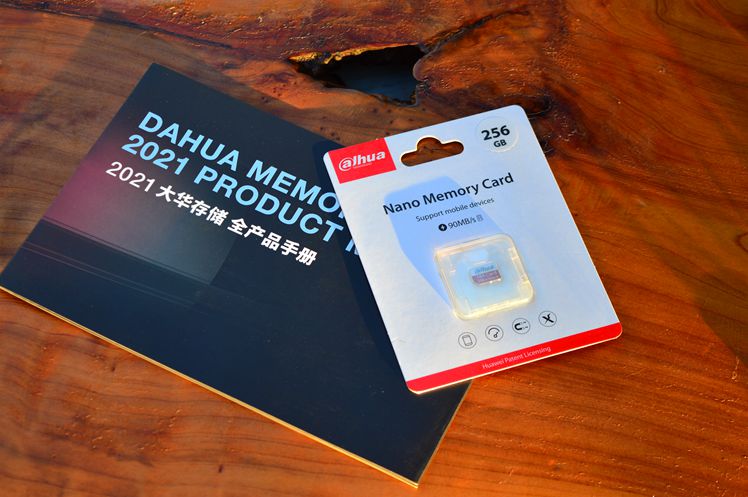 DAHUA MEMO
2021 PRODUCT M
2021 大华存储 全产品手册
alhua
256
GB
Nano Memory Card
Support mobile devices
90MB/s
alhua
Huawei Patent Licensing